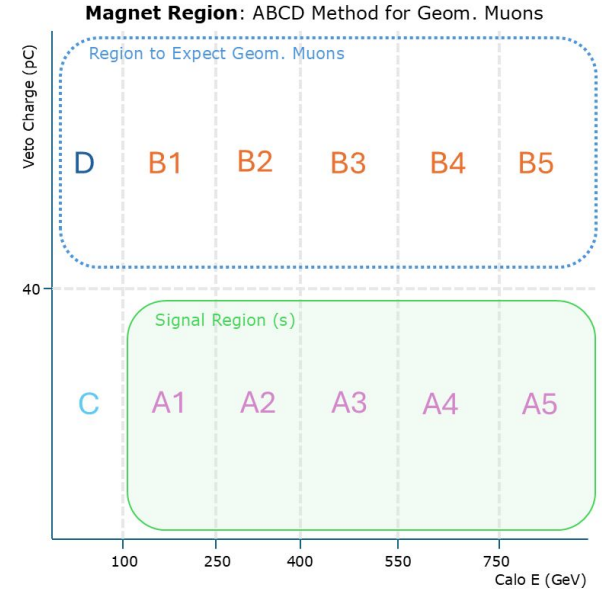 Magnet Region: ABCD Method for Geom. Muons
Veto Charge (pC)
Region to Expect Geom. Muons
D B1 B2 B3 B4 B5
40
Signal Region (s)
C A1 A2 A3 A4 A5
100 250 400 550 750
Calo E (GeV)